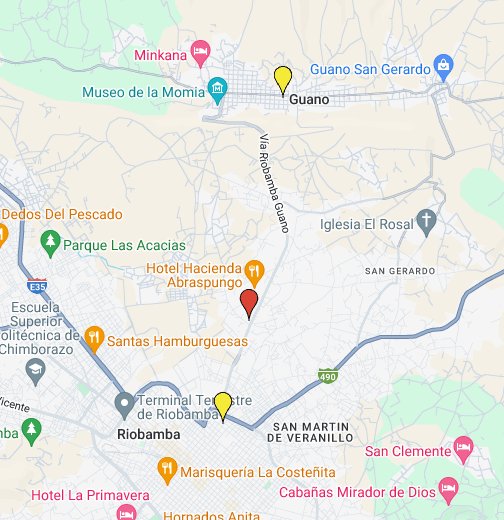 Minkana
Guano San Gerardo
Museo de la Momia
Guano
Vía Riobamba Guano
Dedos Del Pescado
Iglesia El Rosal
Parque Las Acacias
Hotel Hacienda
Abraspungo
SAN GERARDO
E35
Escuela
Superior
Politécnica de
Chimborazo
Santas Hamburguesas
490
Terminal Terrestre
de Riobamba
Vicente
SAN MARTIN
DE VERANILLO
Riobamba
mba
San Clemente
Marisquería La Costeñita
Cabañas Mirador de Dios
Hotel La Primavera
Hornados Anita